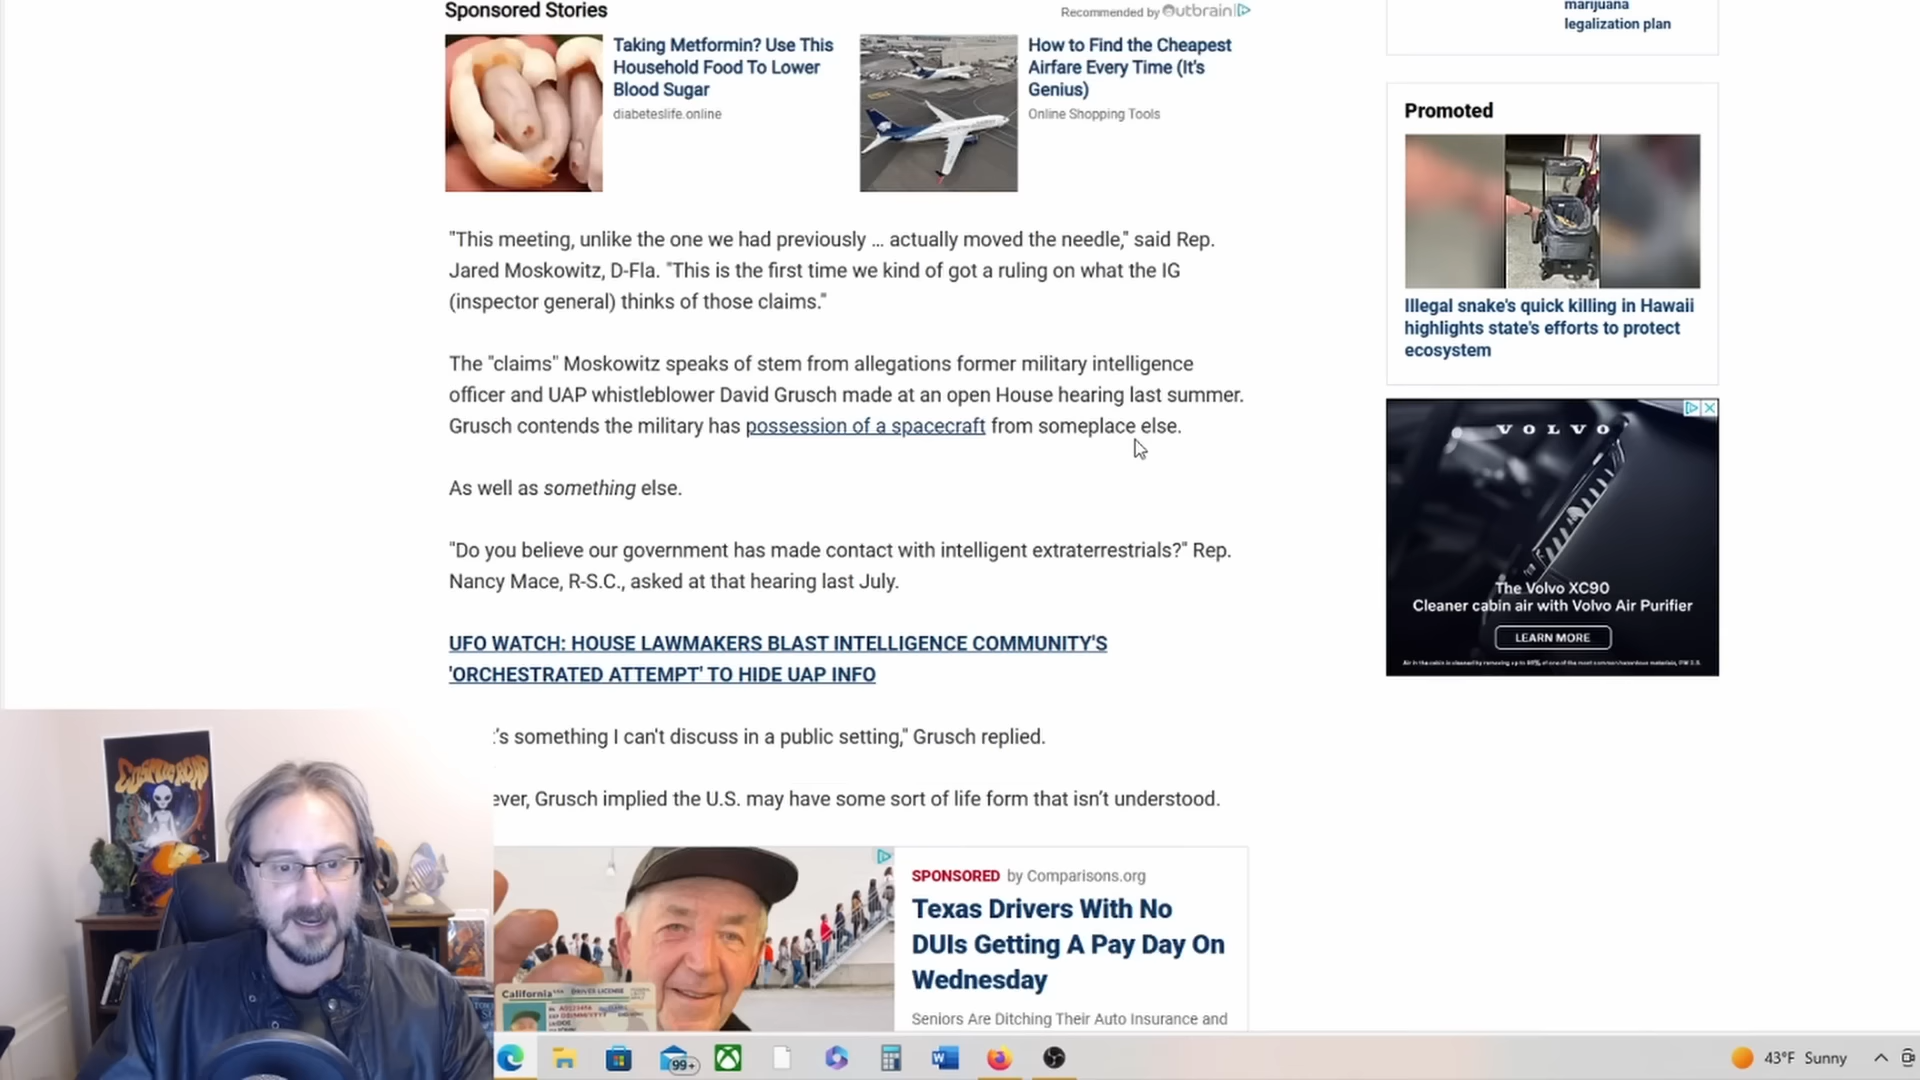 Sponsored Stories
Recommended by Outbrain
Taking Metformin? Use This
Household Food To Lower
Blood Sugar
diabeteslife.online
How to Find the Cheapest
Airfare Every Time (It's
Genius)
Online Shopping Tools
"This meeting, unlike the one we had previously … actually moved the needle," said Rep.
Jared Moskowitz, D-Fla. "This is the first time we kind of got a ruling on what the IG
(inspector general) thinks of those claims."
The "claims" Moskowitz speaks of stem from allegations former military intelligence
officer and UAP whistleblower David Grusch made at an open House hearing last summer.
Grusch contends the military has possession of a spacecraft from someplace else.
As well as something else.
"Do you believe our government has made contact with intelligent extraterrestrials?" Rep.
Nancy Mace, R-S.C., asked at that hearing last July.
UFO WATCH: HOUSE LAWMAKERS BLAST INTELLIGENCE COMMUNITY'S
'ORCHESTRATED ATTEMPT' TO HIDE UAP INFO
's something I can't discuss in a public setting," Grusch replied.
ever, Grusch implied the U.S. may have some sort of life form that isn't understood.
SPONSORED by Comparisons.org
Texas Drivers With No
DUIs Getting A Pay Day On
Wednesday
Seniors Are Ditching Their Auto Insurance and
California
DRIVER LICENSE
marijuana
legalization plan
Promoted
Illegal snake's quick killing in Hawaii
highlights state's efforts to protect
ecosystem
VOLVO
The Volvo XC90
Cleaner cabin air with Volvo Air Purifier
LEARN MORE
99+
43°F Sunny